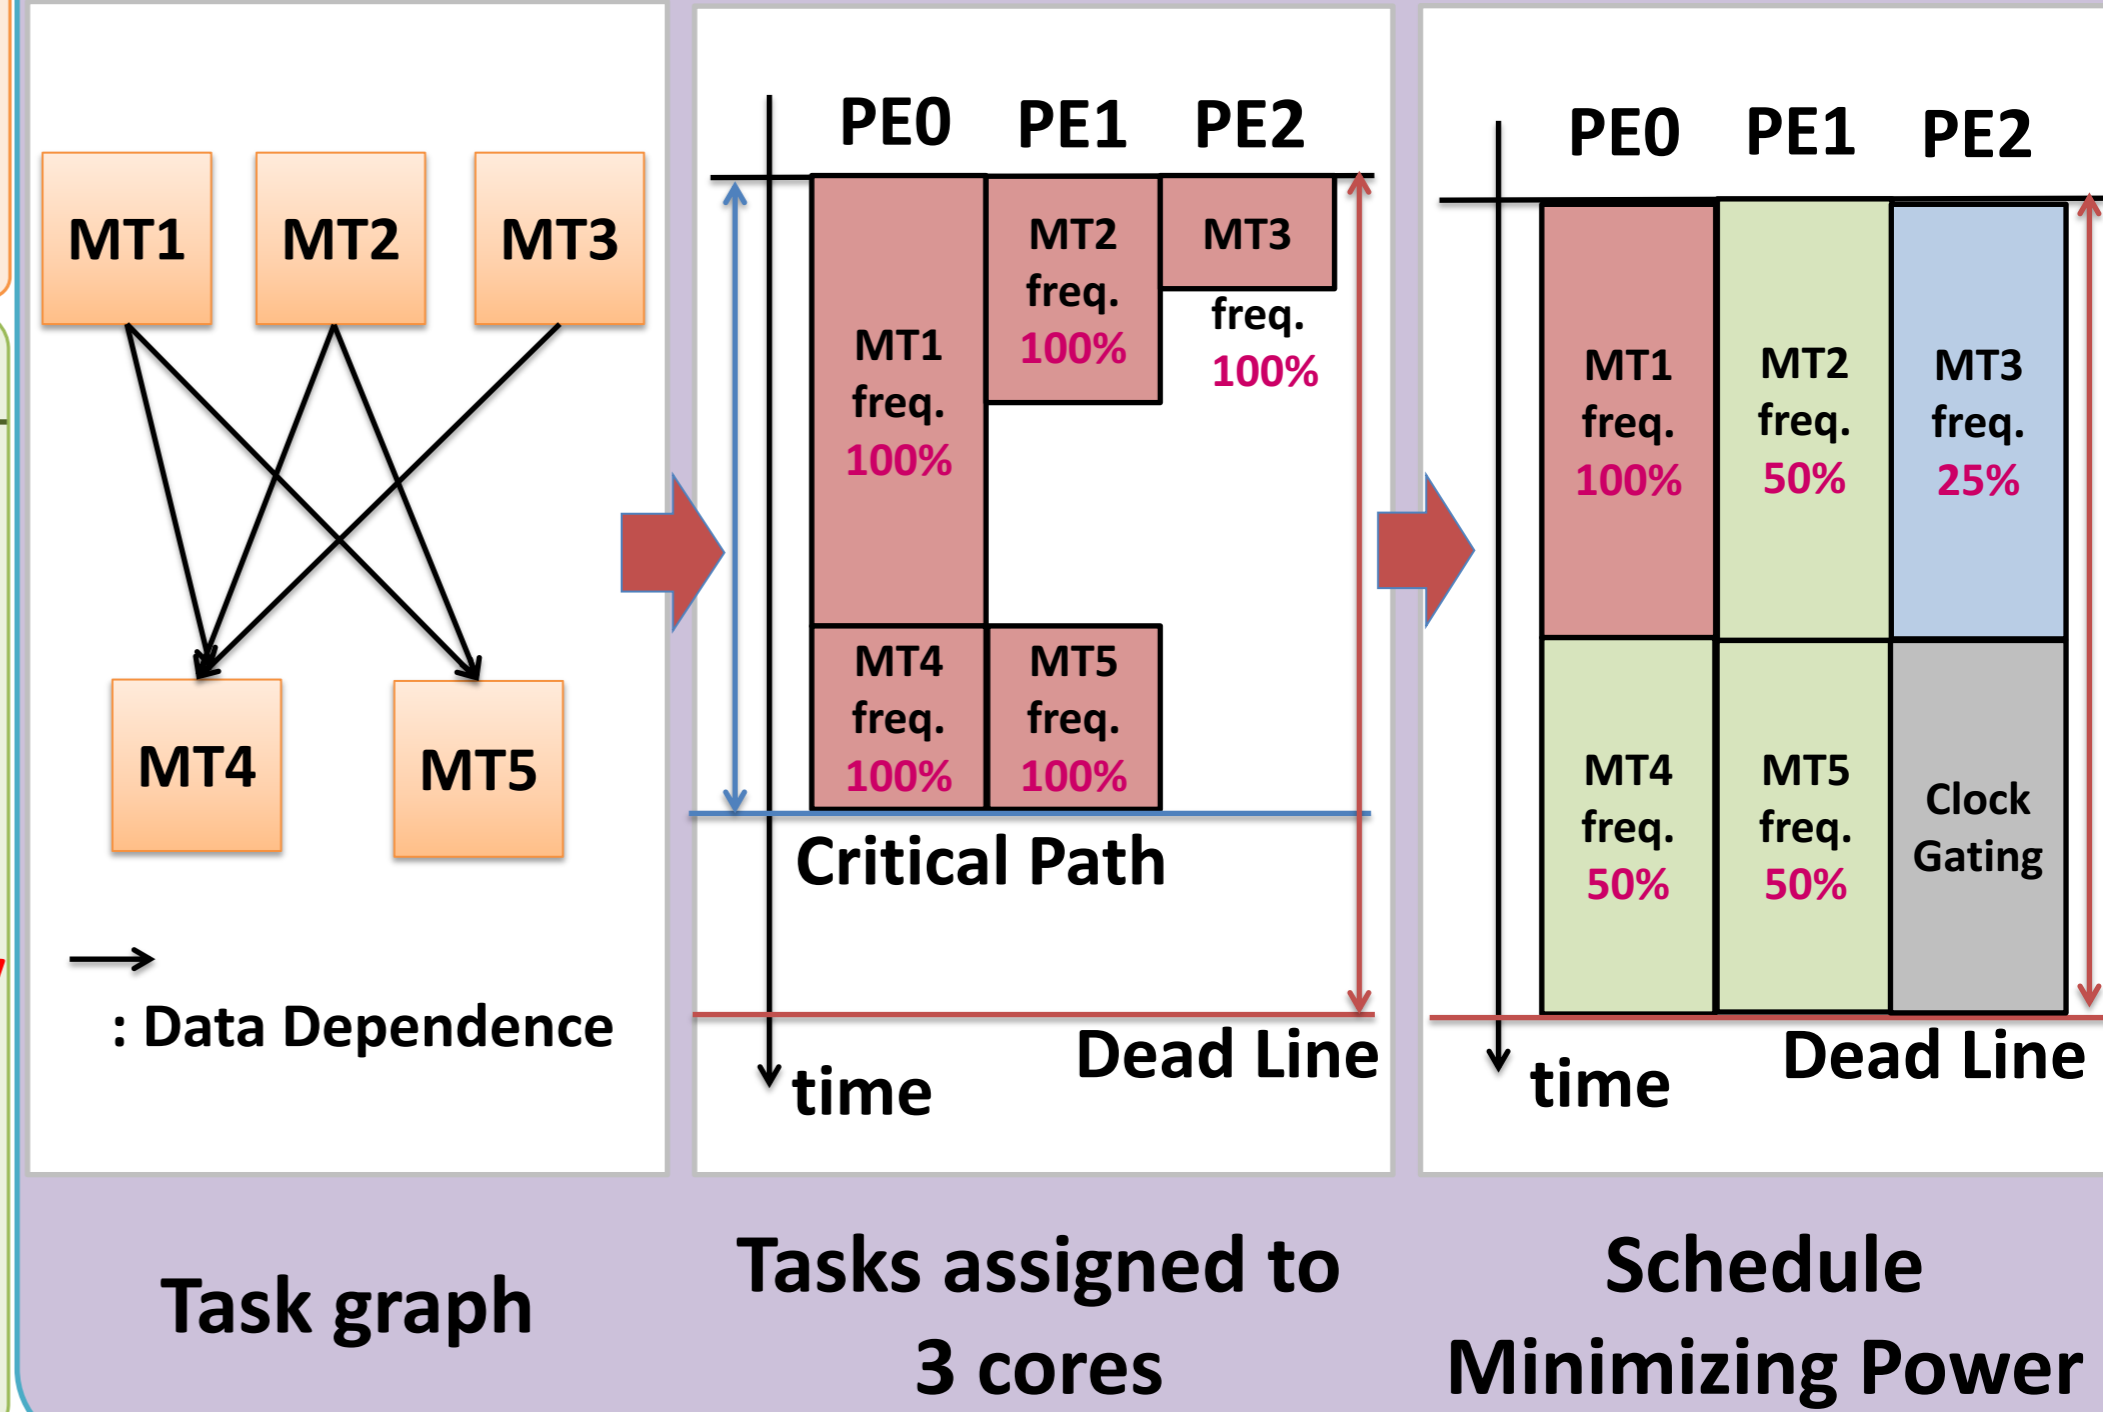 MT1 MT2 MT3
MT4 MT5
: Data Dependence
Task graph
PE0 PE1 PE2
MT1
freq.
100%
MT2
freq.
100%
MT3
freq.
100%
MT4
freq.
100%
MT5
freq.
100%
Critical Path
Dead Line
time
Tasks assigned to
3 cores
PE0 PE1 PE2
MT1
freq.
100%
MT2
freq.
50%
MT3
freq.
25%
MT4
freq.
50%
MT5
freq.
50%
Clock
Gating
Dead Line
time
Schedule
Minimizing Power